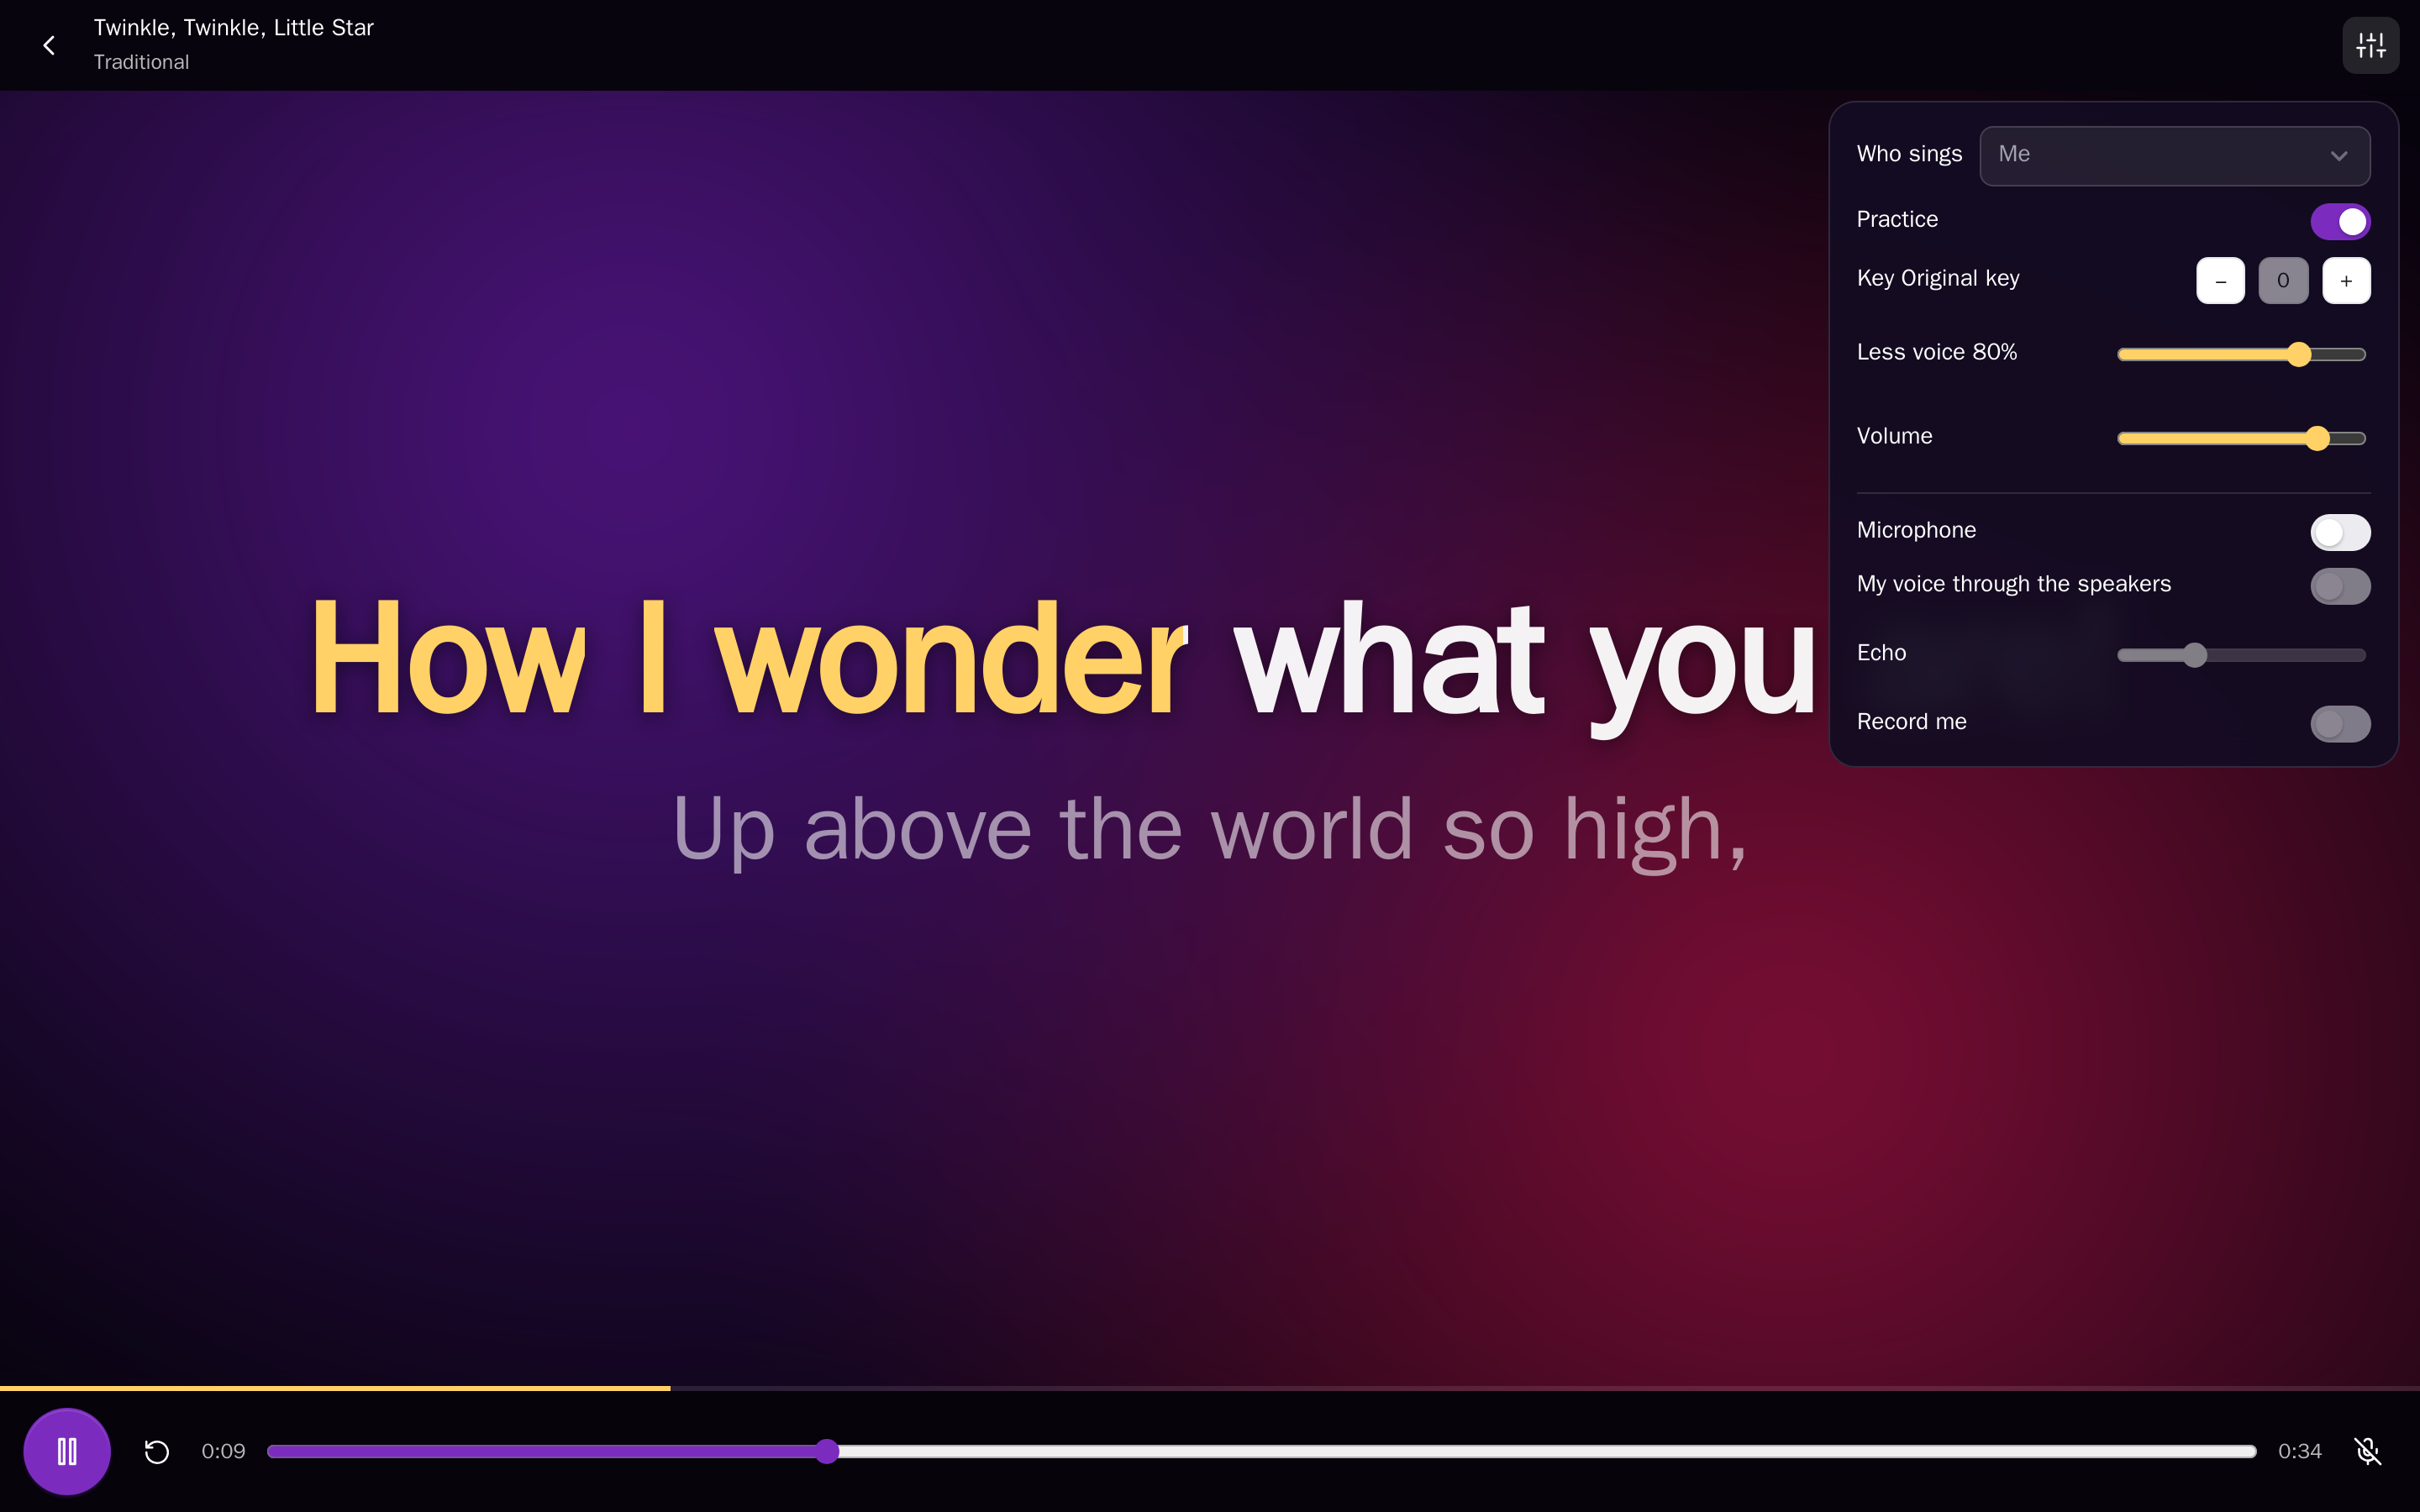 Twinkle, Twinkle, Little Star
Traditional
Who sings Me
Practice
Key Original key – 0 +
Less voice 80%
Volume
Microphone
My voice through the speakers
Echo
Record me
How I wonder what you
Up above the world so high,
0:09 0:34